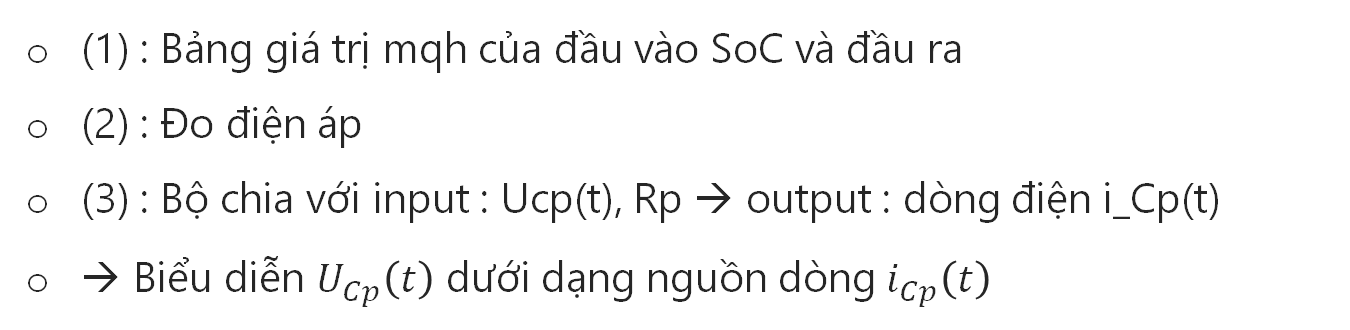 o (1) : Bảng giá trị mqh của đầu vào SoC và đầu ra
o (2) : Đo điện áp
o (3) : Bộ chia với input : Ucp(t), Rp → output : dòng điện i_Cp(t)
o → Biểu diễn 𝑈𝐶𝑝(𝑡) dưới dạng nguồn dòng 𝑖𝐶𝑝(𝑡)